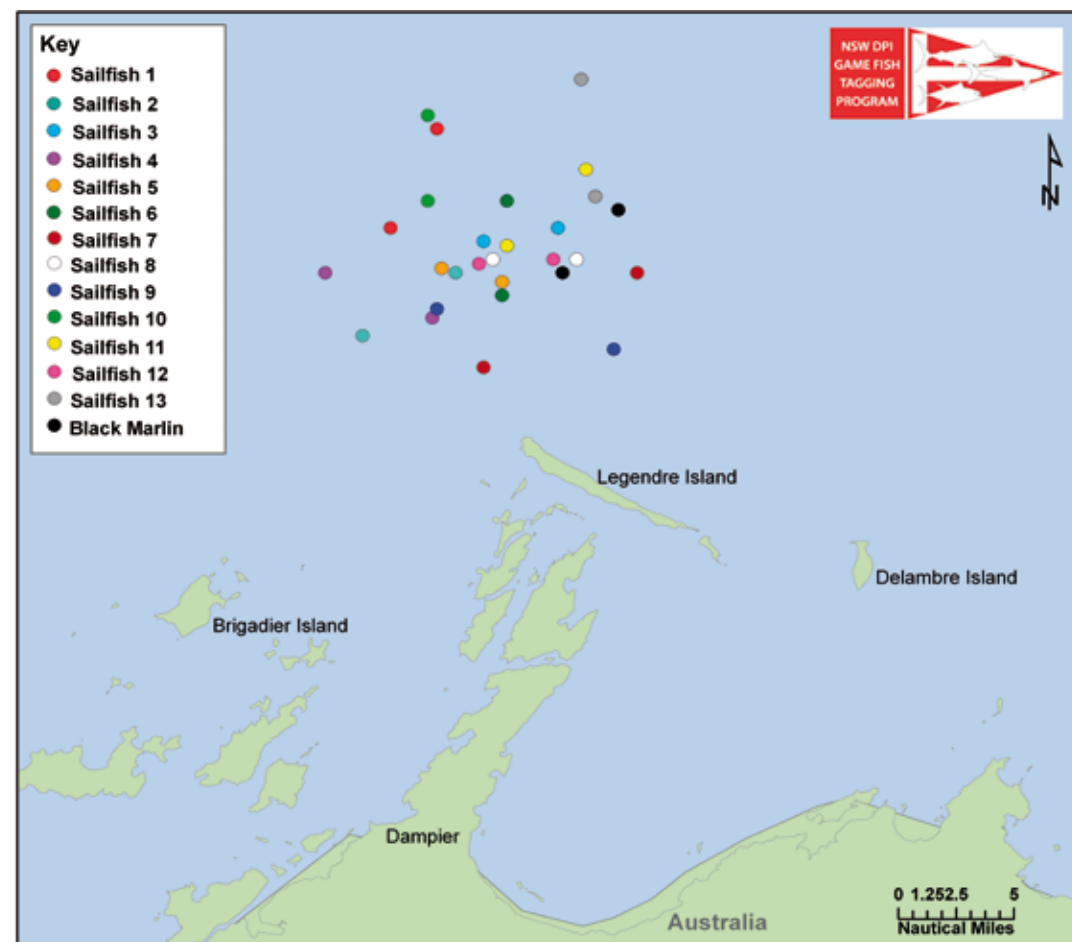 Key
Sailfish 1
Sailfish 2
Sailfish 3
Sailfish 4
Sailfish 5
Sailfish 6
Sailfish 7
Sailfish 8
Sailfish 9
Sailfish 10
Sailfish 11
Sailfish 12
Sailfish 13
Black Marlin
NSW DPI
GAME FISH
TAGGING
PROGRAM
N
Legendre Island
Delambre Island
Brigadier Island
Dampier
Australia
0 1.252.5 5
Nautical Miles